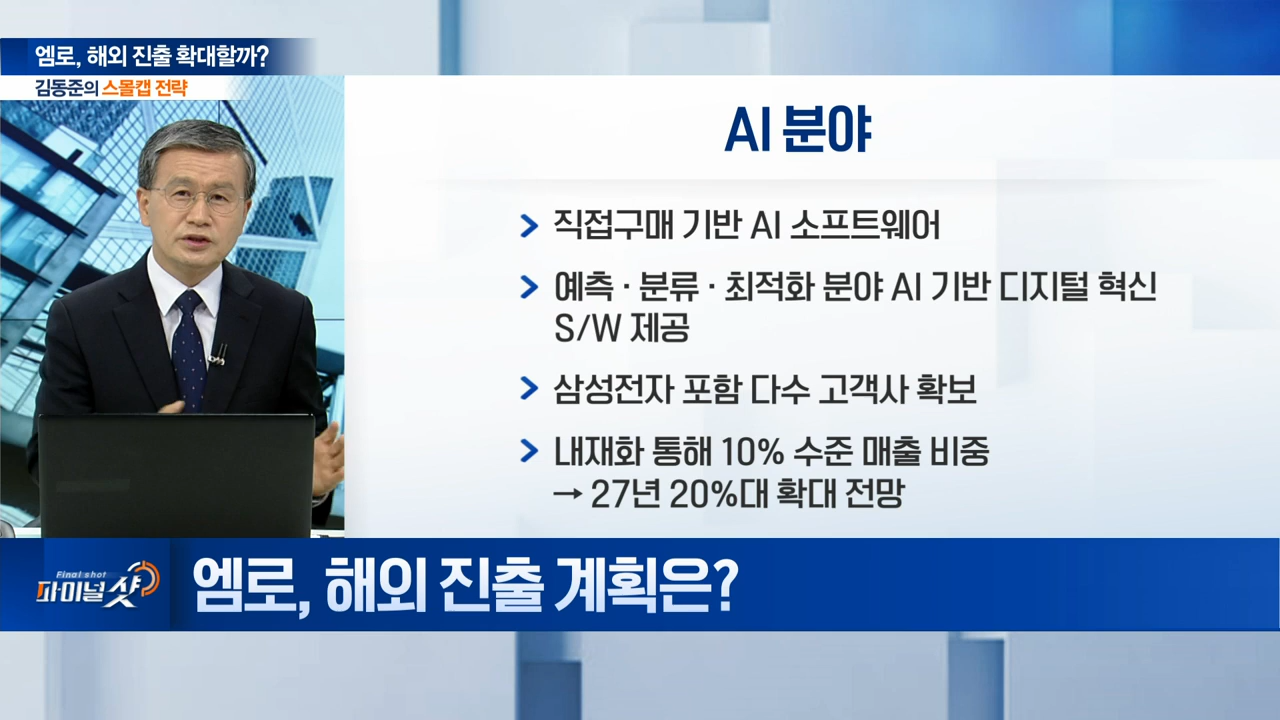 엠로, 해외 진출 확대할까?
김동준의 스몰캡 전략
AI 분야
직접구매 기반 AI 소프트웨어
예측·분류·최적화 분야 AI 기반 디지털 혁신
S/W 제공
삼성전자 포함 다수 고객사 확보
내재화 통해 10% 수준 매출 비중
→ 27년 20%대 확대 전망
Final shot
파이널샷
엠로, 해외 진출 계획은?